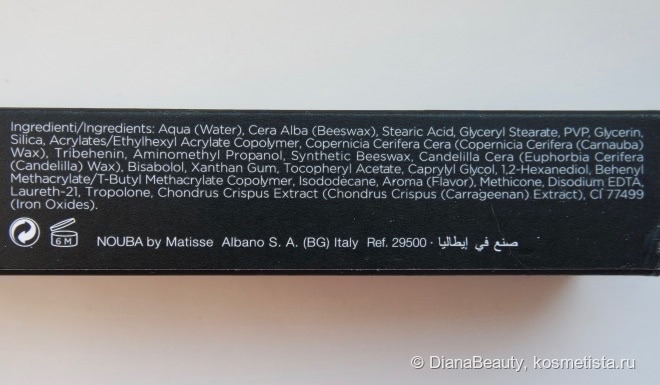 Ingredienti/Ingredients: Aqua (Water), Cera Alba (Beeswax), Stearic Acid, Glyceryl Stearate, PVP, Glycerin,
Silica, Acrylates/Ethylhexyl Acrylate Copolymer, Copernicia Cerifera Cera (Copernicia Cerifera (Carnauba)
Wax), Tribehenin, Aminomethyl Propanol, Synthetic Beeswax, Candelilla Cera (Euphorbia Cerifera
(Candelilla) Wax), Bisabolol, Xanthan Gum, Tocopheryl Acetate, Caprylyl Glycol, 1,2-Hexanediol, Behenyl
Methacrylate/T-Butyl Methacrylate Copolymer, Isododecane, Aroma (Flavor), Methicone, Disodium EDTA,
Laureth-21, Tropolone, Chondrus Crispus Extract (Chondrus Crispus (Carrageenan) Extract), CI 77499
(Iron Oxides).
6 M
NOUBA by Matisse Albano S. A. (BG) Italy Ref. 29500 · صنع في إيطاليا
© DianaBeauty, kosmetista.ru